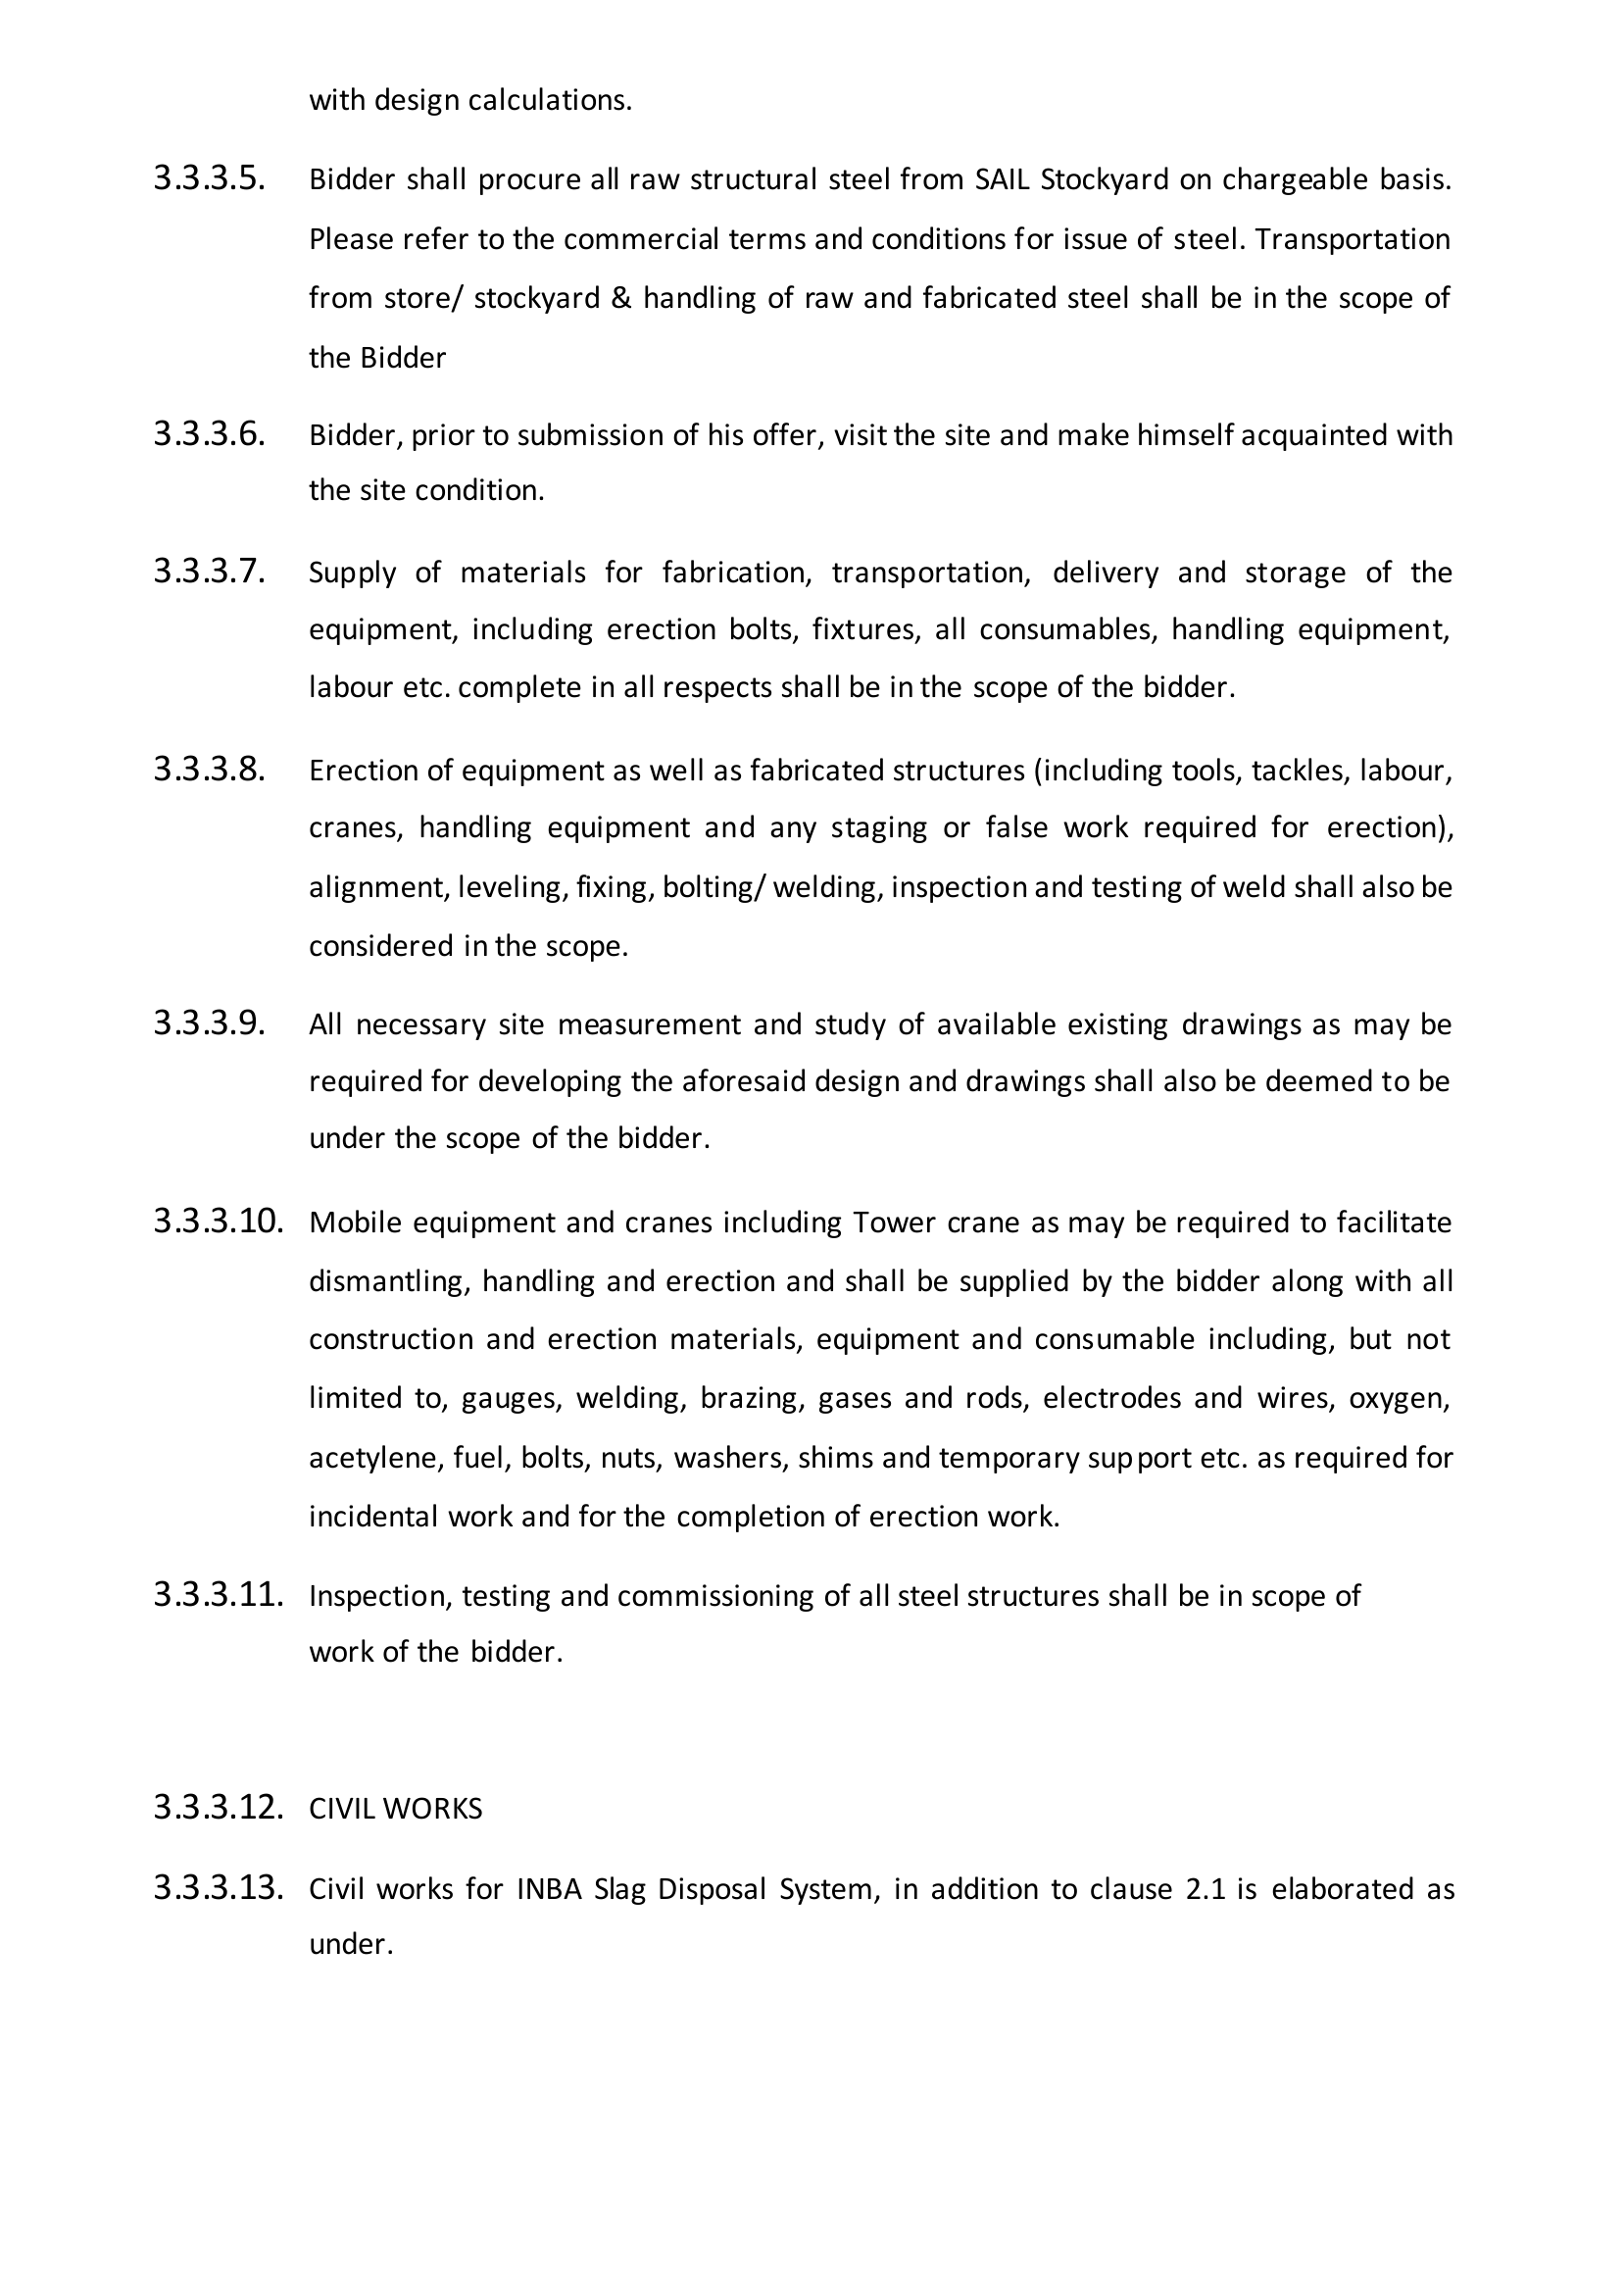 with design calculations.
3.3.3.5. Bidder shall procure all raw structural steel from SAIL Stockyard on chargeable basis.
Please refer to the commercial terms and conditions for issue of steel. Transportation
from store/ stockyard & handling of raw and fabricated steel shall be in the scope of
the Bidder
3.3.3.6. Bidder, prior to submission of his offer, visit the site and make himself acquainted with
the site condition.
3.3.3.7. Supply of materials for fabrication, transportation, delivery and storage of the
equipment, including erection bolts, fixtures, all consumables, handling equipment,
labour etc. complete in all respects shall be in the scope of the bidder.
3.3.3.8. Erection of equipment as well as fabricated structures (including tools, tackles, labour,
cranes, handling equipment and any staging or false work required for erection),
alignment, leveling, fixing, bolting/ welding, inspection and testing of weld shall also be
considered in the scope.
3.3.3.9. All necessary site measurement and study of available existing drawings as may be
required for developing the aforesaid design and drawings shall also be deemed to be
under the scope of the bidder.
3.3.3.10. Mobile equipment and cranes including Tower crane as may be required to facilitate
dismantling, handling and erection and shall be supplied by the bidder along with all
construction and erection materials, equipment and consumable including, but not
limited to, gauges, welding, brazing, gases and rods, electrodes and wires, oxygen,
acetylene, fuel, bolts, nuts, washers, shims and temporary support etc. as required for
incidental work and for the completion of erection work.
3.3.3.11. Inspection, testing and commissioning of all steel structures shall be in scope of
work of the bidder.
3.3.3.12. CIVIL WORKS
3.3.3.13. Civil works for INBA Slag Disposal System, in addition to clause 2.1 is elaborated as
under.